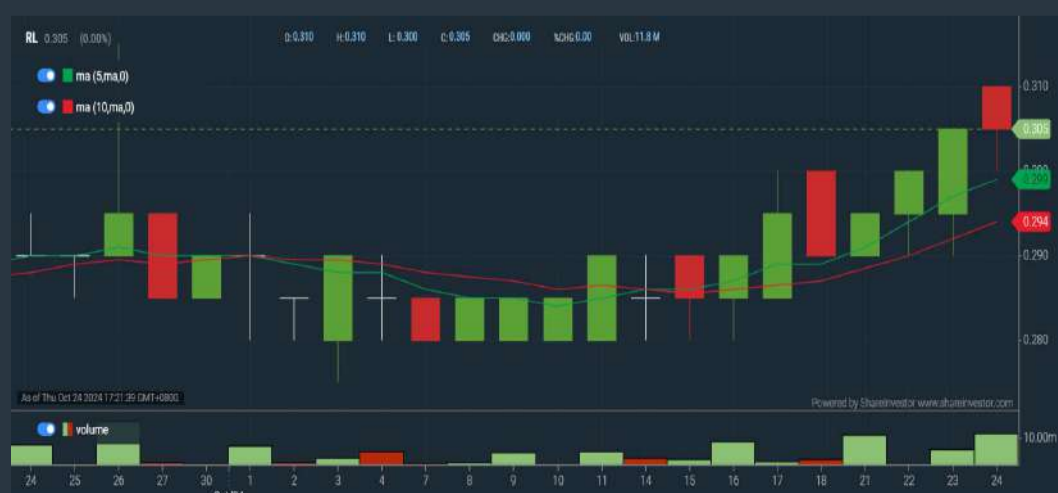 RL 0.305 (0.00%) O:0.310 H:0.310 L:0.300 C:0.305 CHG:0.000 %CHG:0.00 VOL:11.8 M
ma (5,ma,0)
ma (10,ma,0)
0.310
0.305
0.300
0.299
0.294
0.290
0.280
As of Thu Oct 24 2024 17:21:39 GMT+0800
Powered by ShareInvestor www.shareinvestor.com
volume
10.00m
24 25 26 27 30 1 2 3 4 7 8 9 10 11 14 15 16 17 18 21 22 23 24